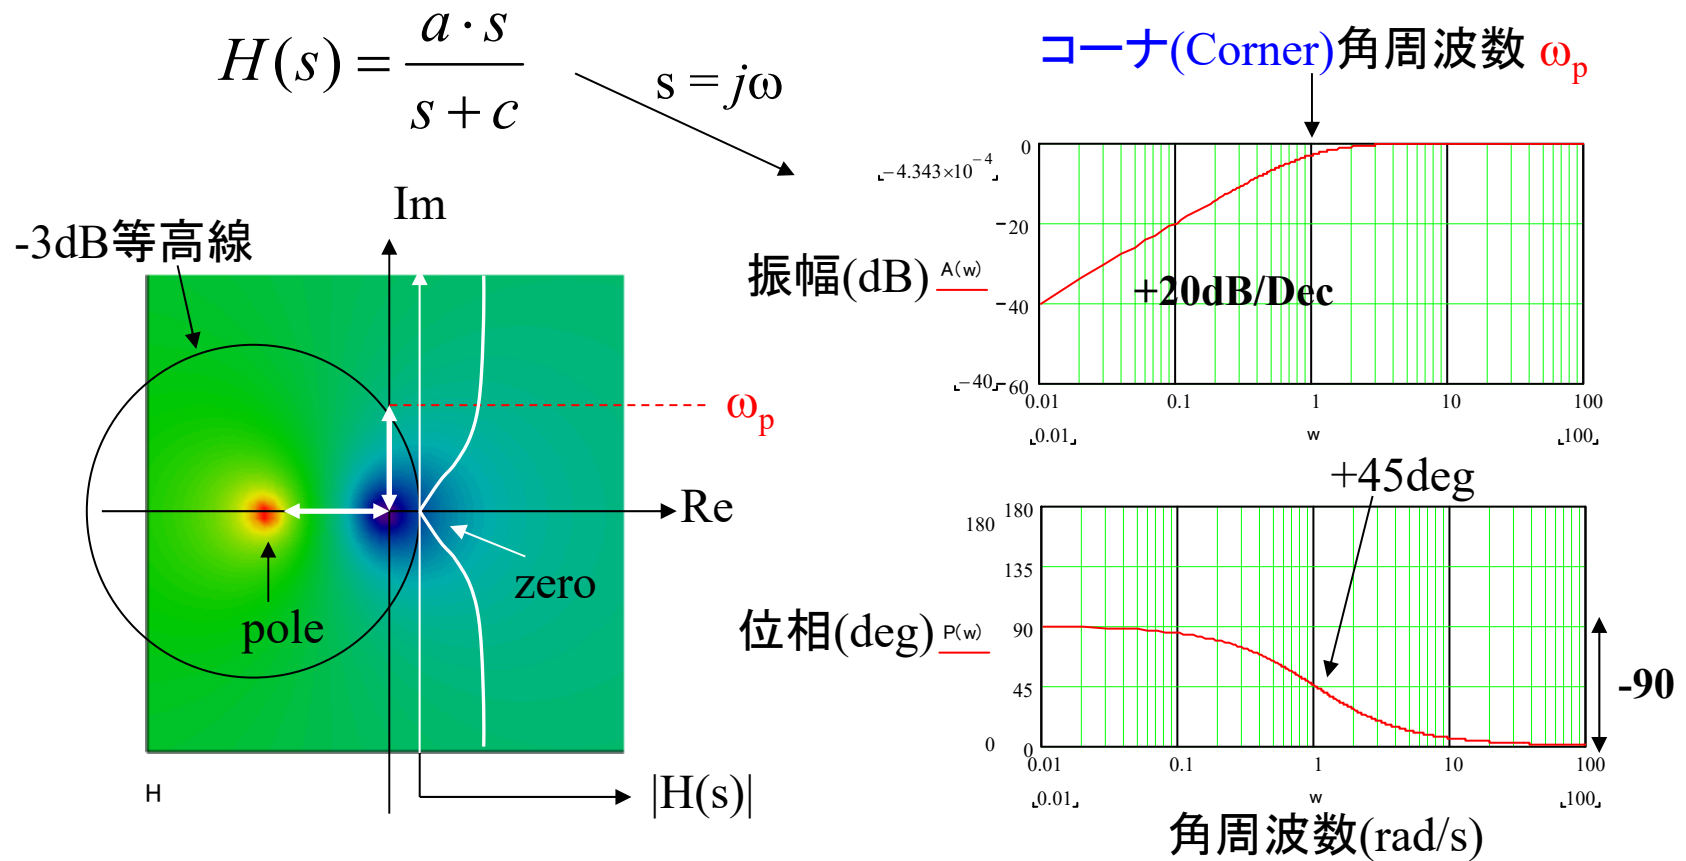 H(s) = a · s / s + c
s = jω
コーナ(Corner)角周波数 ωp
-3dB等高線
Im
ωp
Re
zero
pole
H
|H(s)|
振幅(dB) A(w)
−4.343×10−4
−40
0
−20
−40
−60
+20dB/Dec
0.01 0.1 1 10 100
0.01 w 100
+45deg
位相(deg) P(w)
180
0
180
135
90
45
0
-90
0.01 0.1 1 10 100
0.01 w 100
角周波数(rad/s)